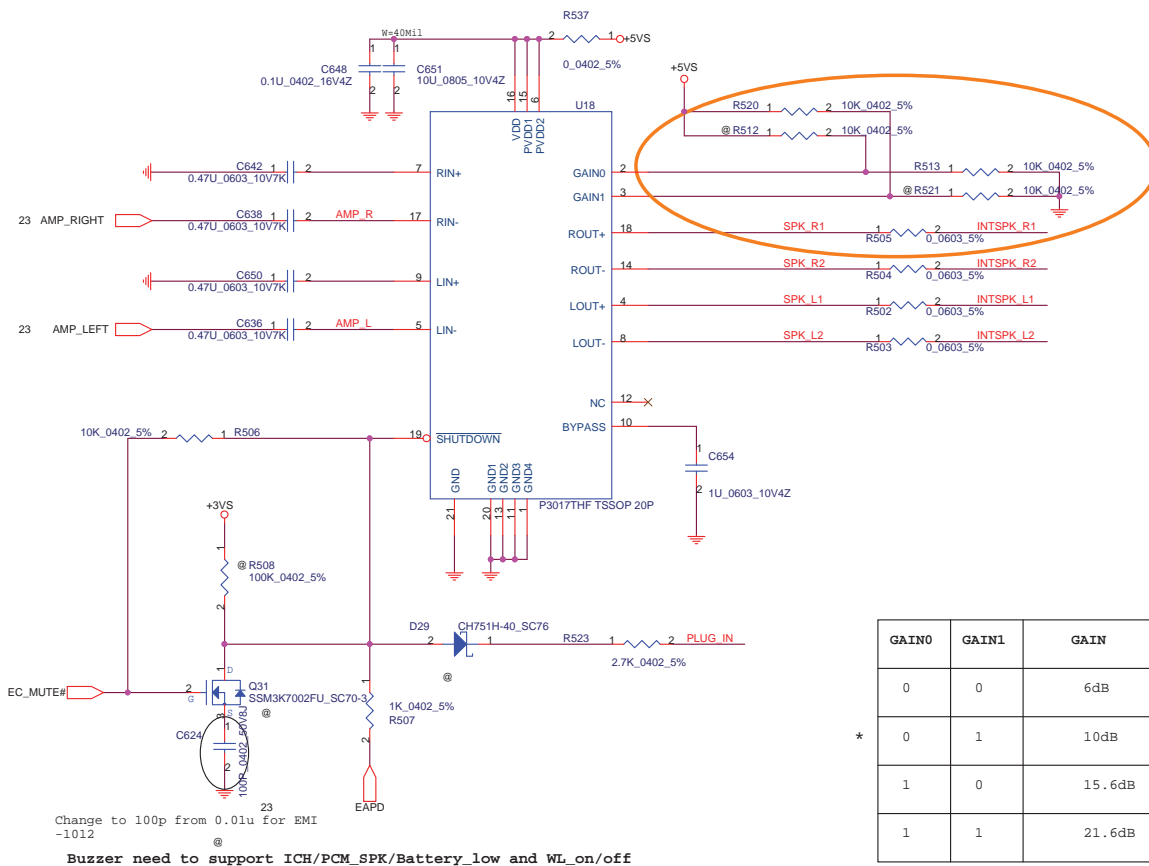 R537
W=40Mil
2 1 +5VS
0_0402_5%
1 1
C648 C651
0.1U_0402_16V4Z 10U_0805_10V4Z
2 2
16 15 6
VDD PVDD1 PVDD2
U18
+5VS
R520 1 2 10K_0402_5%
@ R512 1 2 10K_0402_5%
C642 1 2 7 RIN+
0.47U_0603_10V7K
GAIN0 2 R513 1 2 10K_0402_5%
GAIN1 3 @ R521 1 2 10K_0402_5%
23 AMP_RIGHT C638 1 2 AMP_R 17 RIN-
0.47U_0603_10V7K
ROUT+ 18 SPK_R1 1 2 INTSPK_R1
R505 0_0603_5%
ROUT- 14 SPK_R2 1 2 INTSPK_R2
R504 0_0603_5%
C650 1 2 9 LIN+
0.47U_0603_10V7K
LOUT+ 4 SPK_L1 1 2 INTSPK_L1
R502 0_0603_5%
23 AMP_LEFT C636 1 2 AMP_L 5 LIN-
0.47U_0603_10V7K
LOUT- 8 SPK_L2 1 2 INTSPK_L2
R503 0_0603_5%
NC 12
BYPASS 10
10K_0402_5% 2 1 R506 19 SHUTDOWN
1
C654
2 1U_0603_10V4Z
GND GND1 GND2 GND3 GND4
21 20 13 11 1
P3017THF TSSOP 20P
+3VS
1
@ R508
100K_0402_5%
2
D29 CH751H-40_SC76
2 1 R523 1 2 PLUG_IN
2.7K_0402_5%
@
EC_MUTE# 2 G 1 D Q31
SSM3K7002FU_SC70-3
3 S @
1
1K_0402_5%
R507
2
C624 1
2 100P_0402_50V8J
23 EAPD
Change to 100p from 0.01u for EMI
-1012
@
Buzzer need to support ICH/PCM_SPK/Battery_low and WL_on/off
GAIN0 GAIN1 GAIN
0 0 6dB
* 0 1 10dB
1 0 15.6dB
1 1 21.6dB